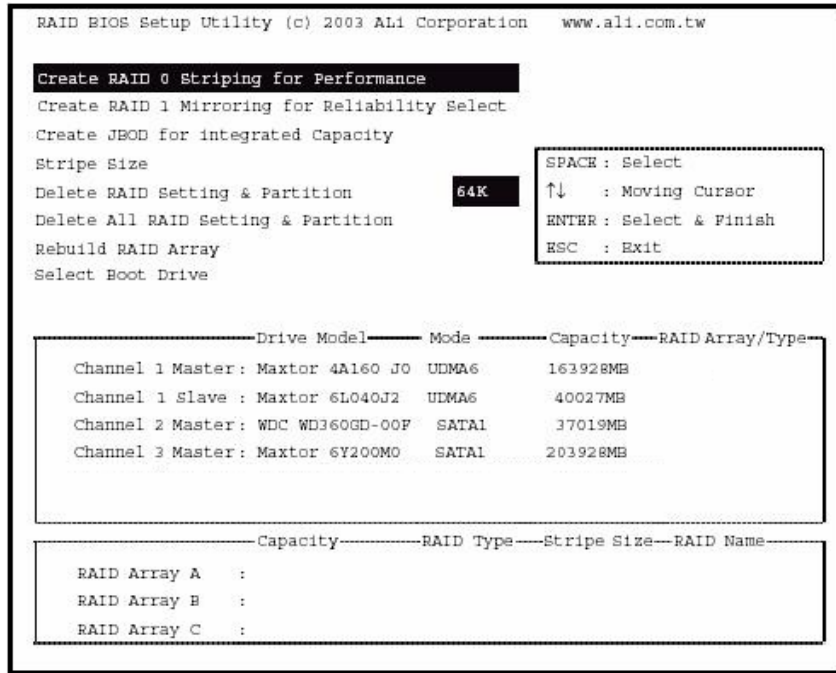 RAID BIOS Setup Utility (c) 2003 ALi Corporation www.ali.com.tw
Create RAID 0 Striping for Performance
Create RAID 1 Mirroring for Reliability Select
Create JBOD for integrated Capacity
Stripe Size
Delete RAID Setting & Partition 64K
Delete All RAID Setting & Partition
Rebuild RAID Array
Select Boot Drive
SPACE : Select
↑↓ : Moving Cursor
ENTER : Select & Finish
ESC : Exit
Drive Model Mode Capacity RAID Array/Type
Channel 1 Master : Maxtor 4A160 J0 UDMA6 163928MB
Channel 1 Slave : Maxtor 6L040J2 UDMA6 40027MB
Channel 2 Master : WDC WD360GD-00F SATA1 37019MB
Channel 3 Master : Maxtor 6Y200M0 SATA1 203928MB
Capacity RAID Type Stripe Size RAID Name
RAID Array A :
RAID Array B :
RAID Array C :